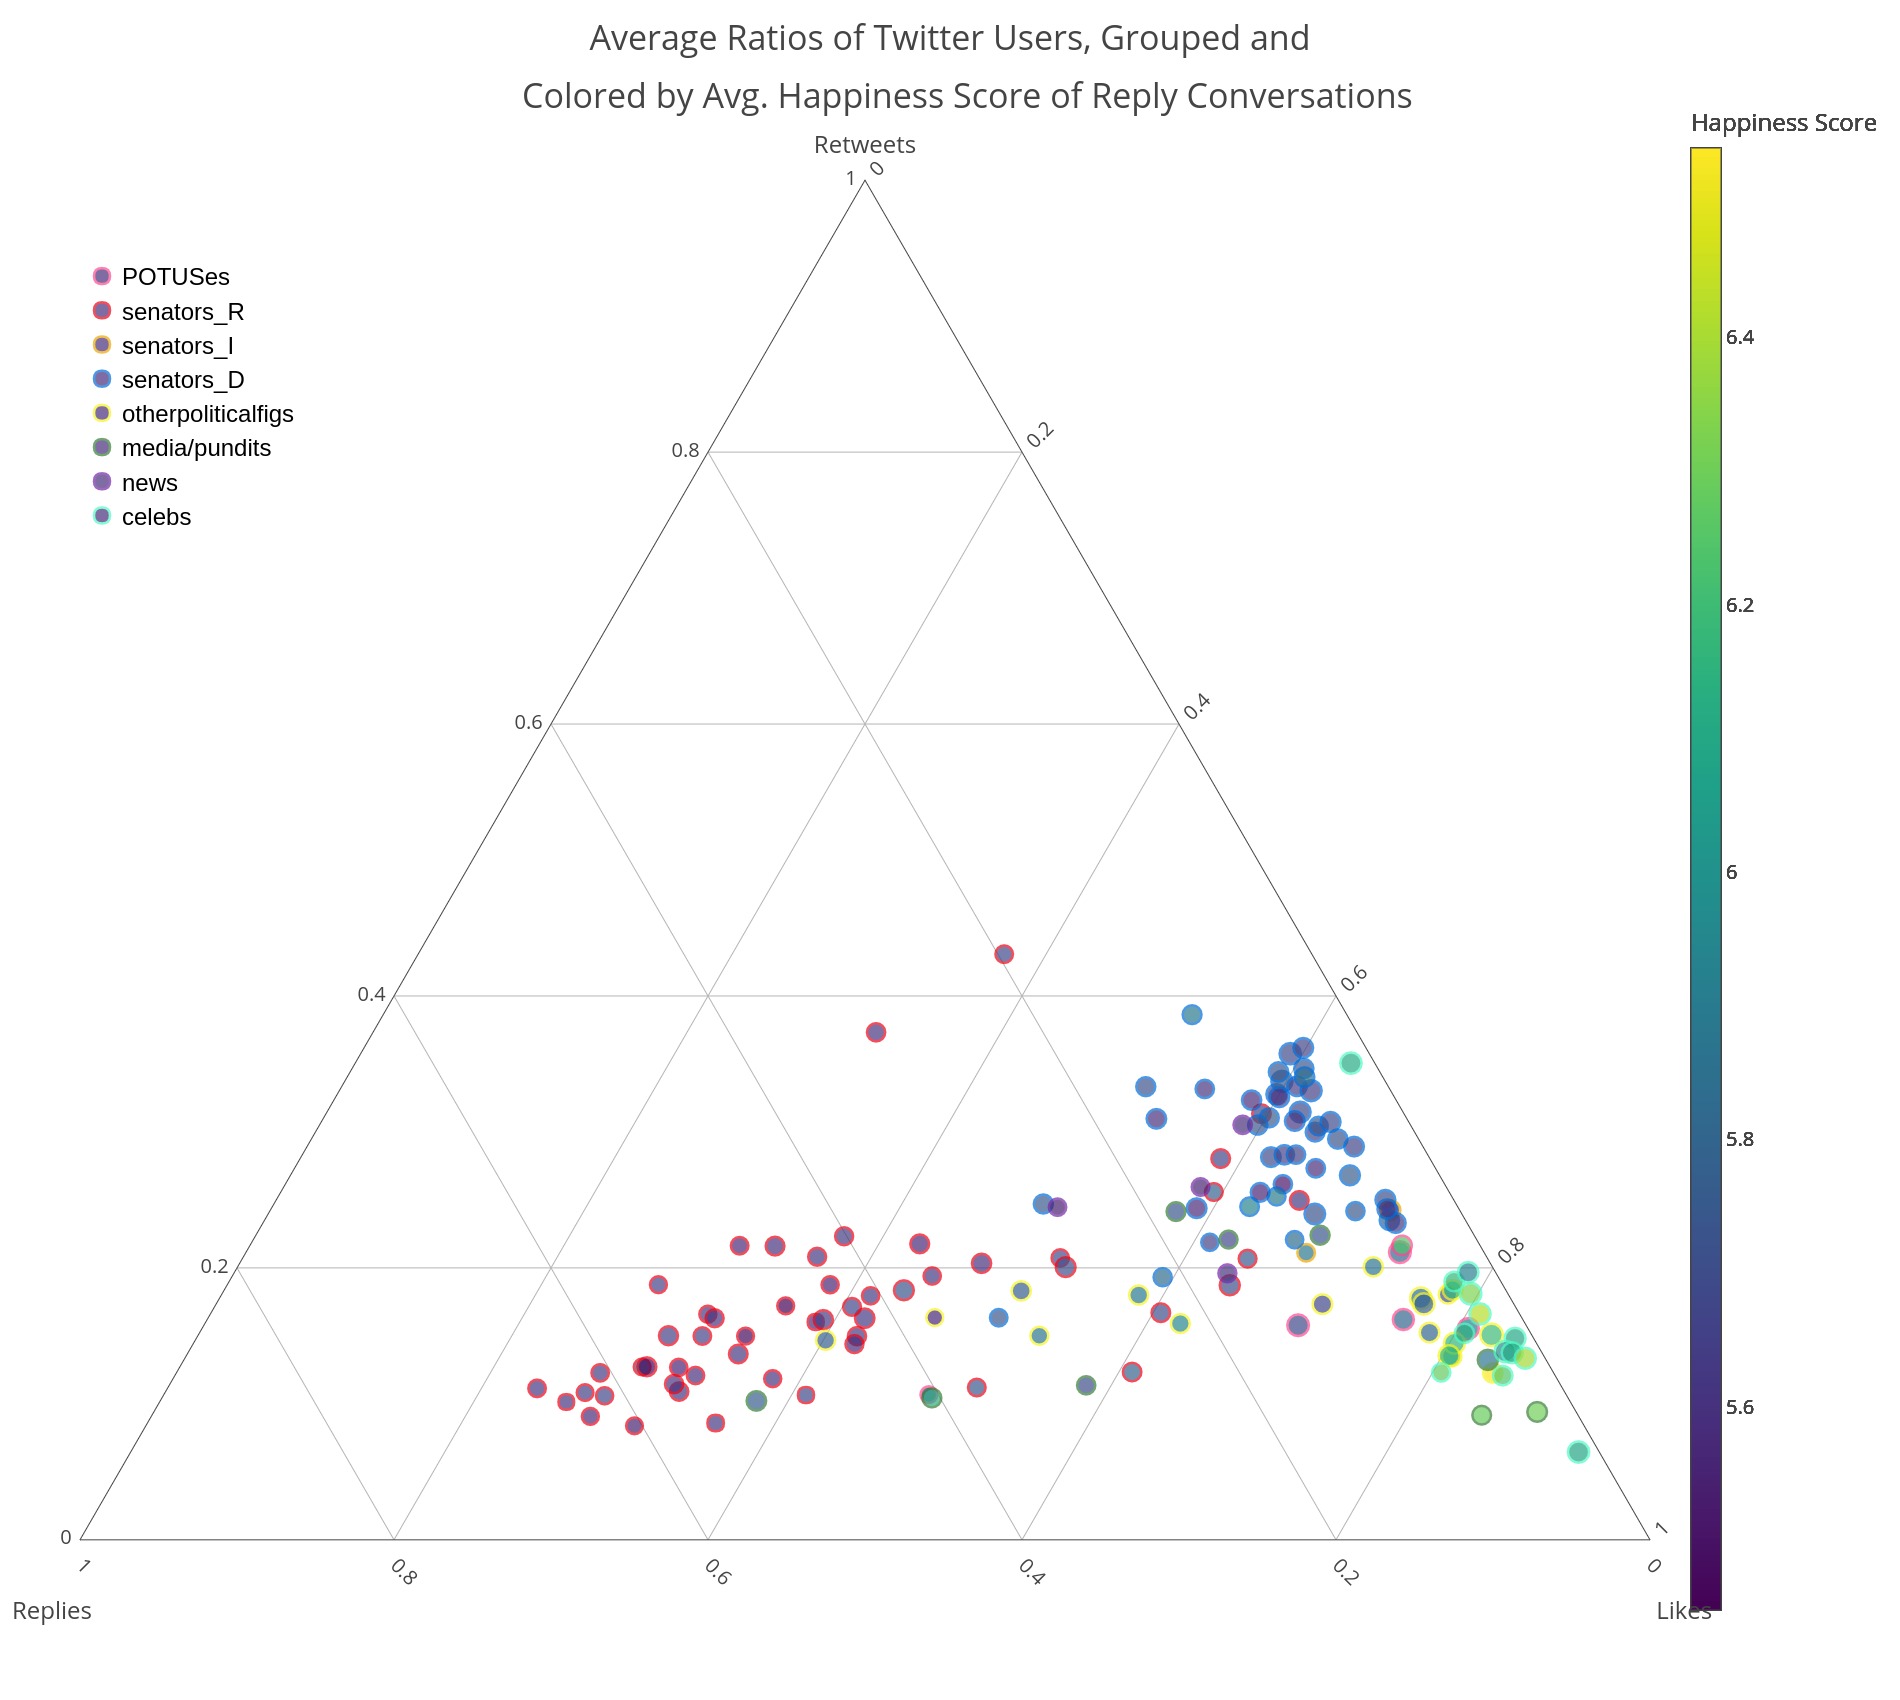 Average Ratios of Twitter Users, Grouped and
Colored by Avg. Happiness Score of Reply Conversations
Happiness Score
Retweets
1
0
POTUSes
senators_R
senators_I
senators_D
otherpoliticalfigs
media/pundits
news
celebs
0.8
0.6
0.4
0.2
0
0.2
0.4
0.6
0.8
1
1
0.8
0.6
0.4
0.2
0
Replies
Likes
6.4
6.2
6
5.8
5.6